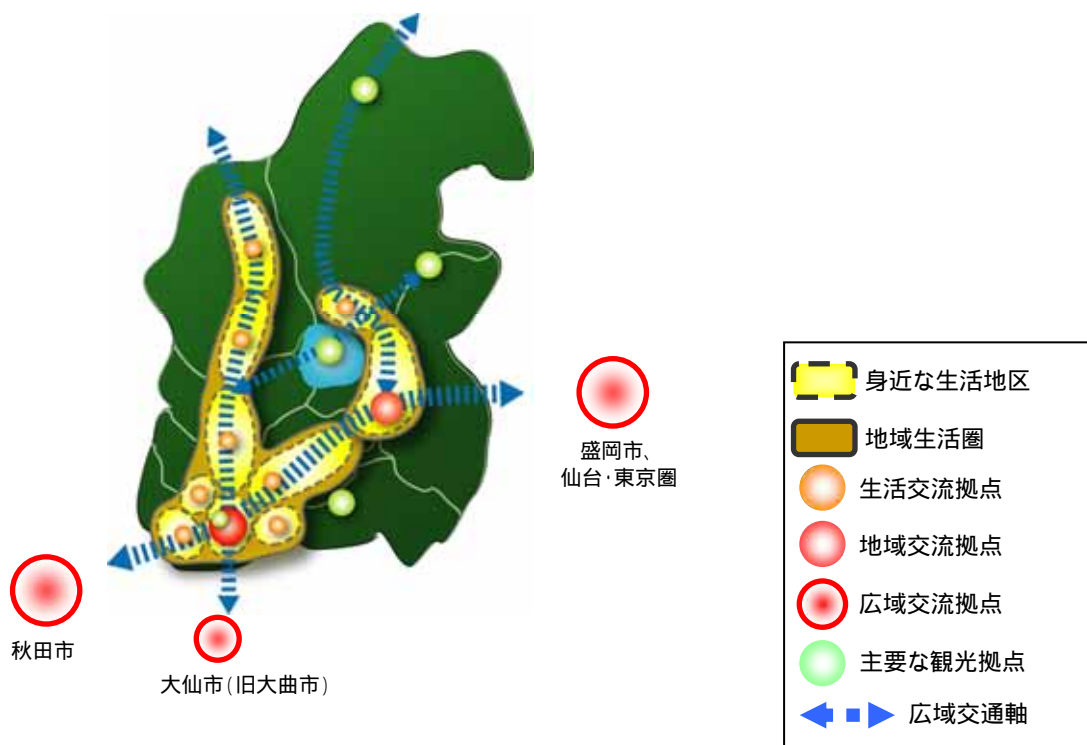 盛岡市、
仙台・東京圏
秋田市
大仙市(旧大曲市)
身近な生活地区
地域生活圏
生活交流拠点
地域交流拠点
広域交流拠点
主要な観光拠点
広域交通軸